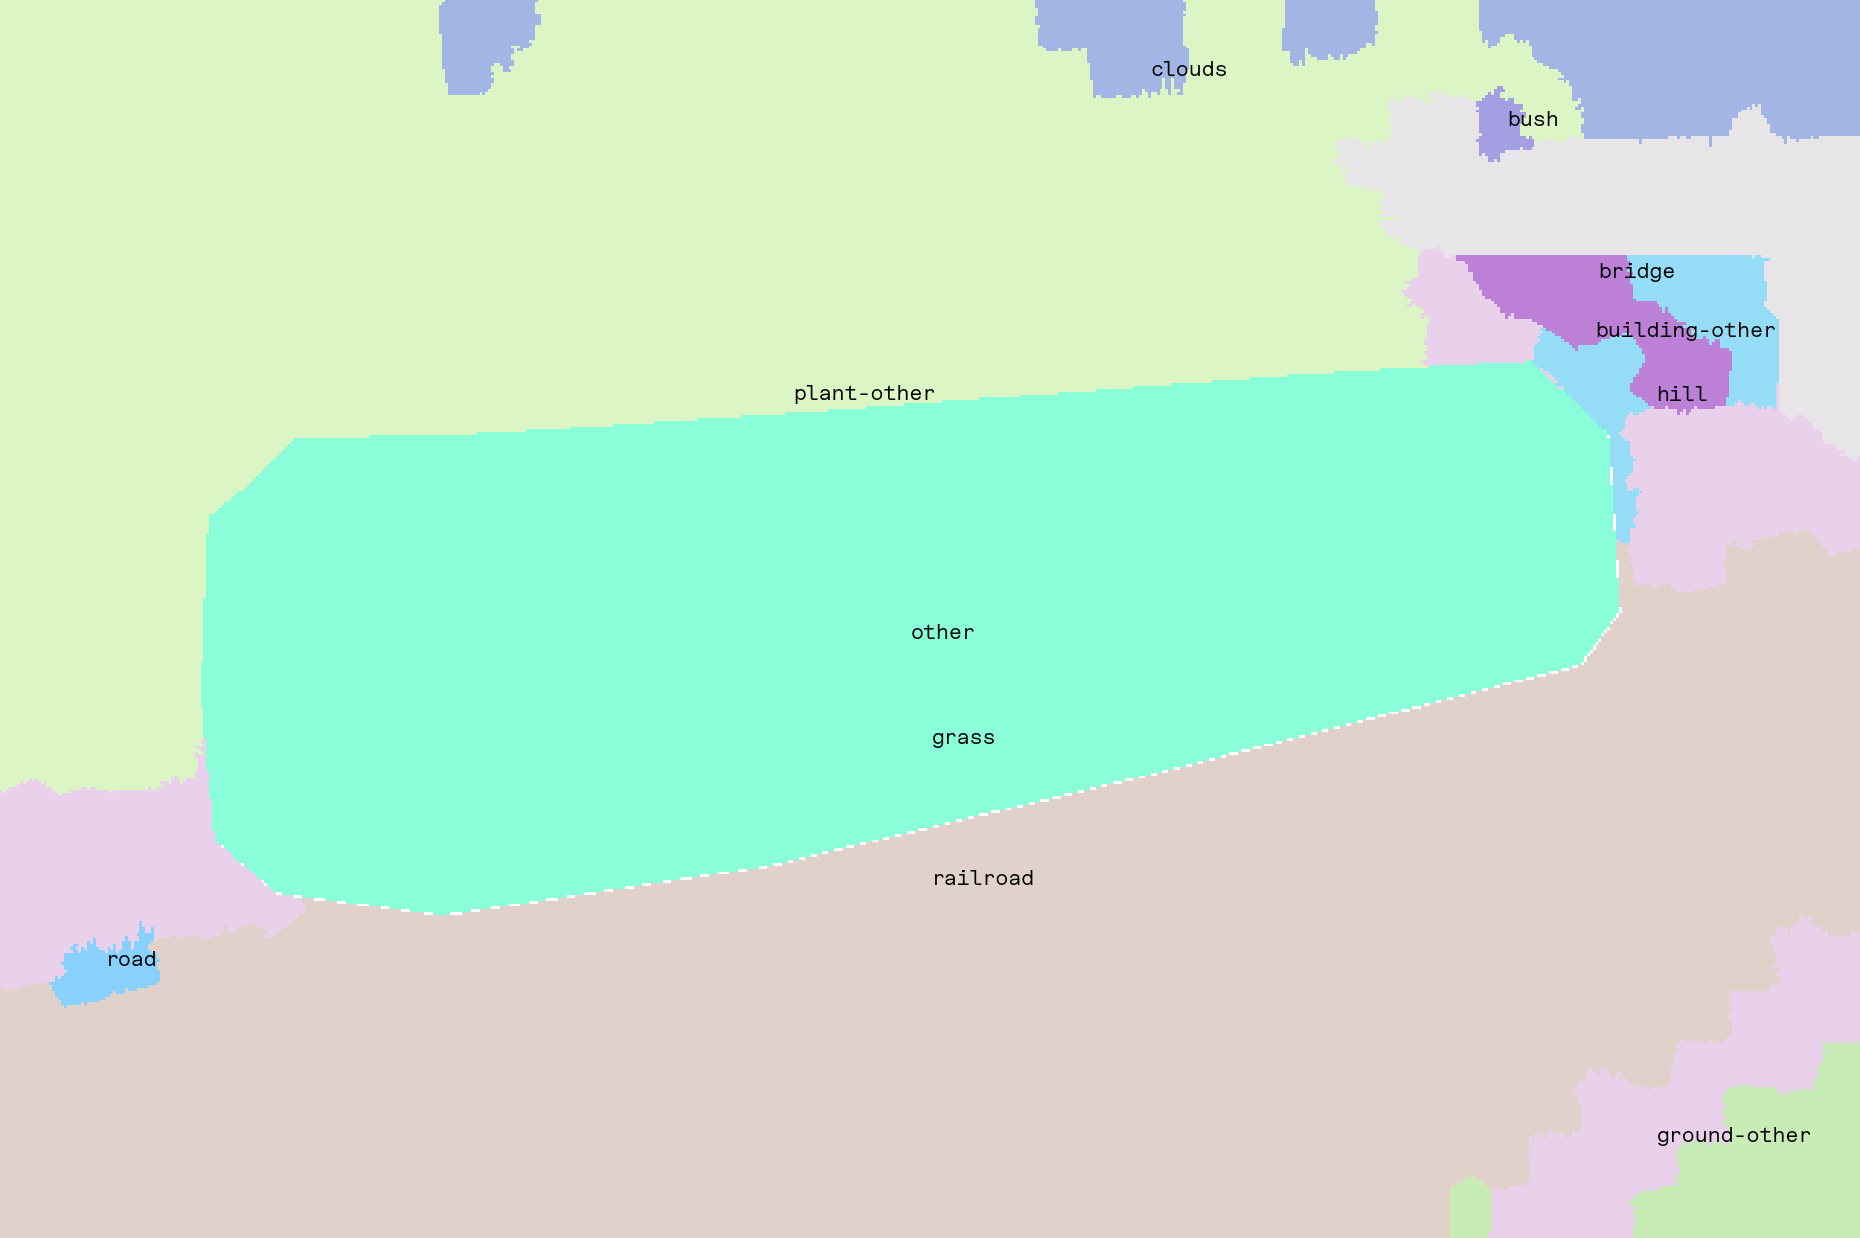 clouds
bush
bridge
building-other
plant-other
hill
other
grass
railroad
road
ground-other